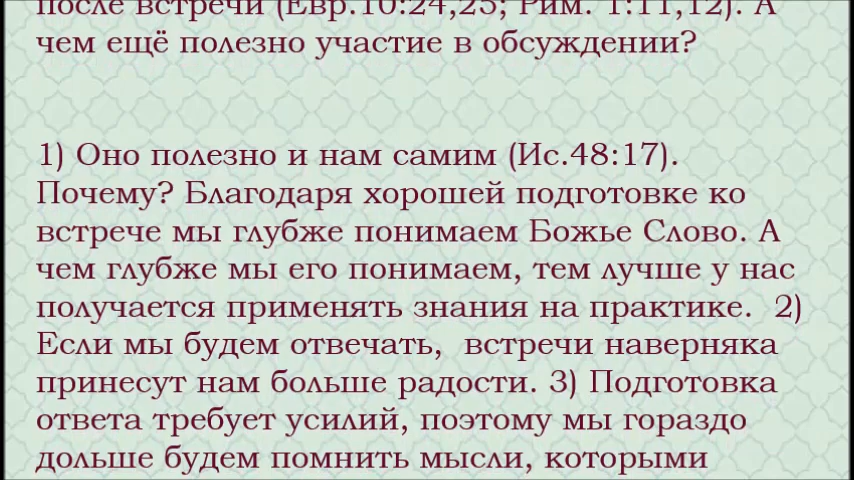 после встречи (Евр.10:24,25; Рим. 1:11,12). А
чем ещё полезно участие в обсуждении?
1) Оно полезно и нам самим (Ис.48:17).
Почему? Благодаря хорошей подготовке ко
встрече мы глубже понимаем Божье Слово. А
чем глубже мы его понимаем, тем лучше у нас
получается применять знания на практике.  2)
Если мы будем отвечать,  встречи наверняка
принесут нам больше радости. 3) Подготовка
ответа требует усилий, поэтому мы гораздо
дольше будем помнить мысли, которыми